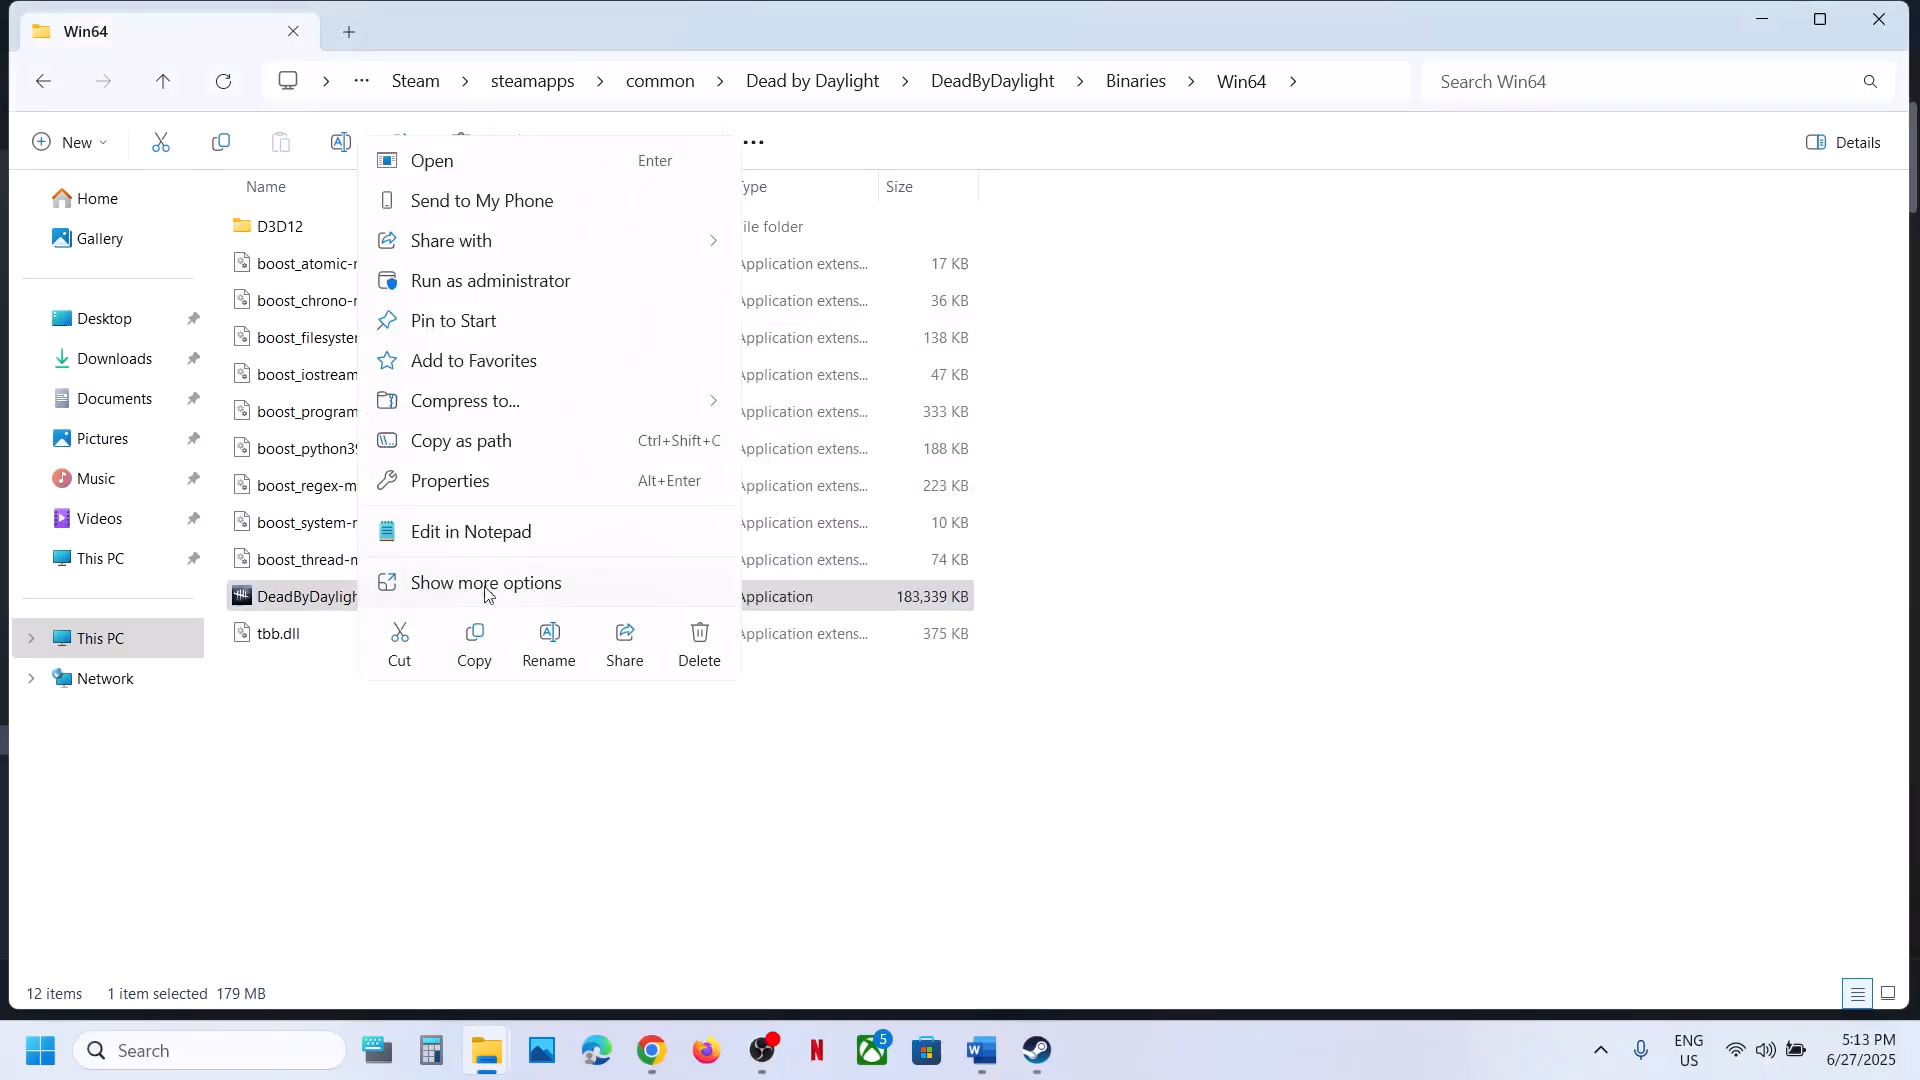 Win64
Steam
steamapps
common
Dead by Daylight
DeadByDaylight
Binaries
Win64
Search Win64
New
Details
Name
Type
Size
Home
Gallery
Desktop
Downloads
Documents
Pictures
Music
Videos
This PC
This PC
Network
D3D12
ile folder
boost_atomic-
Application extens...
17 KB
boost_chrono-
Application extens...
36 KB
boost_filesyster
Application extens...
138 KB
boost_iostream
Application extens...
47 KB
boost_program
Application extens...
333 KB
boost_python39
Application extens...
188 KB
boost_regex-m
Application extens...
223 KB
boost_system-
Application extens...
10 KB
boost_thread-
Application extens...
74 KB
DeadByDayligh
Application
183,339 KB
tbb.dll
Application extens...
375 KB
Open Enter
Send to My Phone
Share with
Run as administrator
Pin to Start
Add to Favorites
Compress to...
Copy as path Ctrl+Shift+C
Properties Alt+Enter
Edit in Notepad
Show more options
Cut
Copy
Rename
Share
Delete
12 items
1 item selected 179 MB
Search
5
ENG
US
5:13 PM
6/27/2025